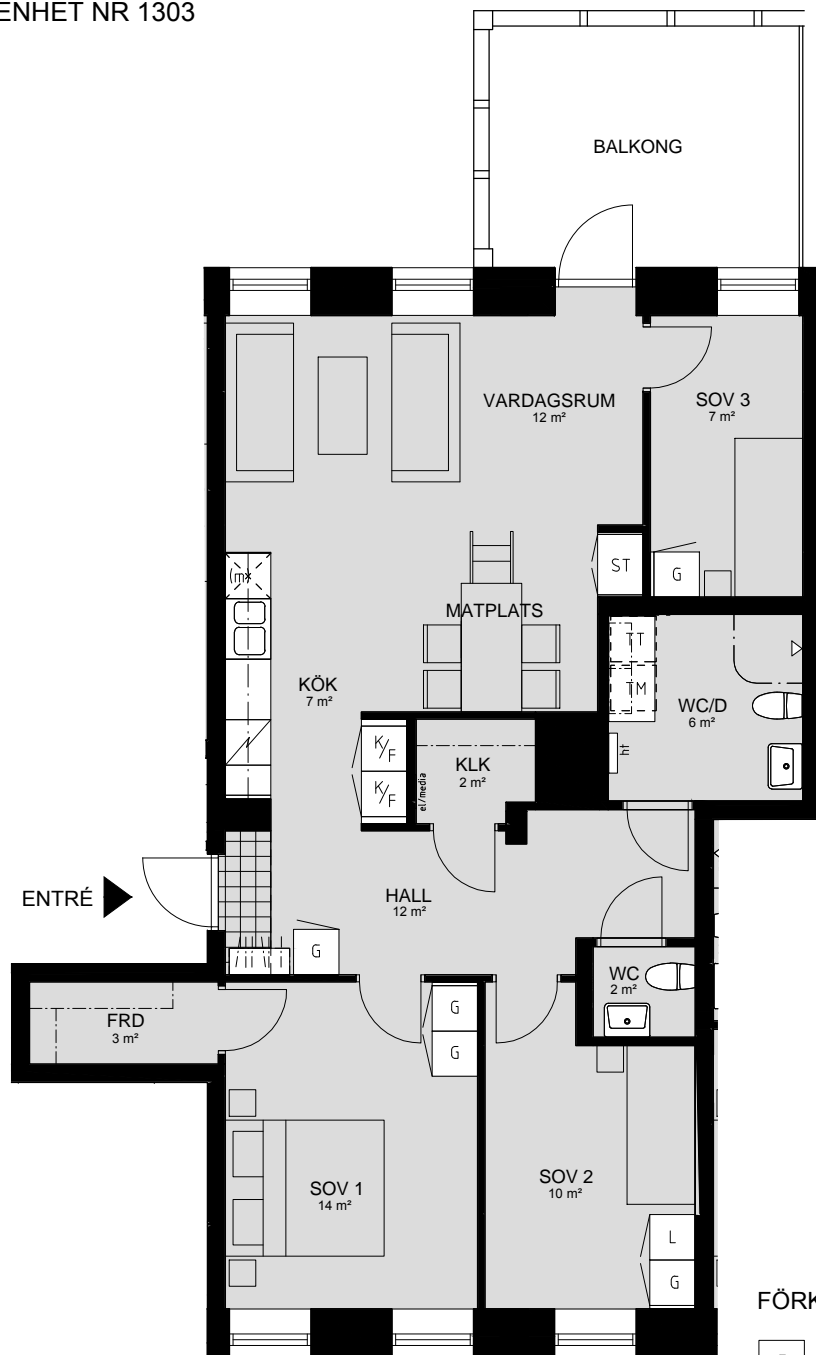 ENHET NR 1303
BALKONG
VARDAGSRUM
12 m²
SOV 3
7 m²
ST
G
(m
MATPLATS
TT
TM
KÖK
7 m²
WC/D
6 m²
ht
K/F
K/F
el/media
KLK
2 m²
ENTRÉ
HALL
12 m²
G
WC
2 m²
FRD
3 m²
G
G
SOV 1
14 m²
SOV 2
10 m²
L
G
FÖRK